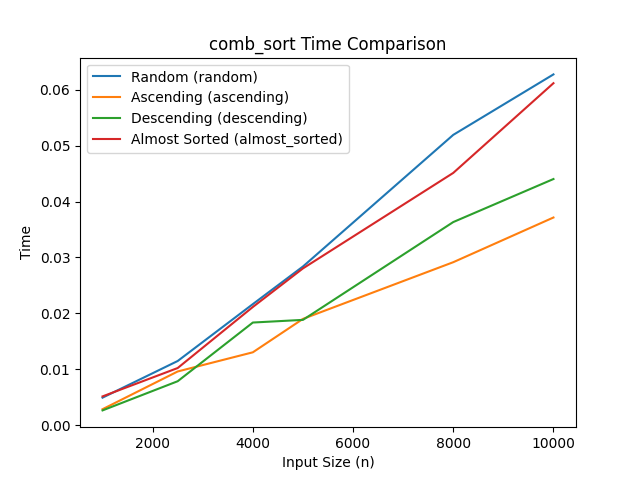 comb_sort Time Comparison
Random (random)
Ascending (ascending)
Descending (descending)
Almost Sorted (almost_sorted)
0.06
0.05
0.04
0.03
0.02
0.01
0.00
Time
2000 4000 6000 8000 10000
Input Size (n)